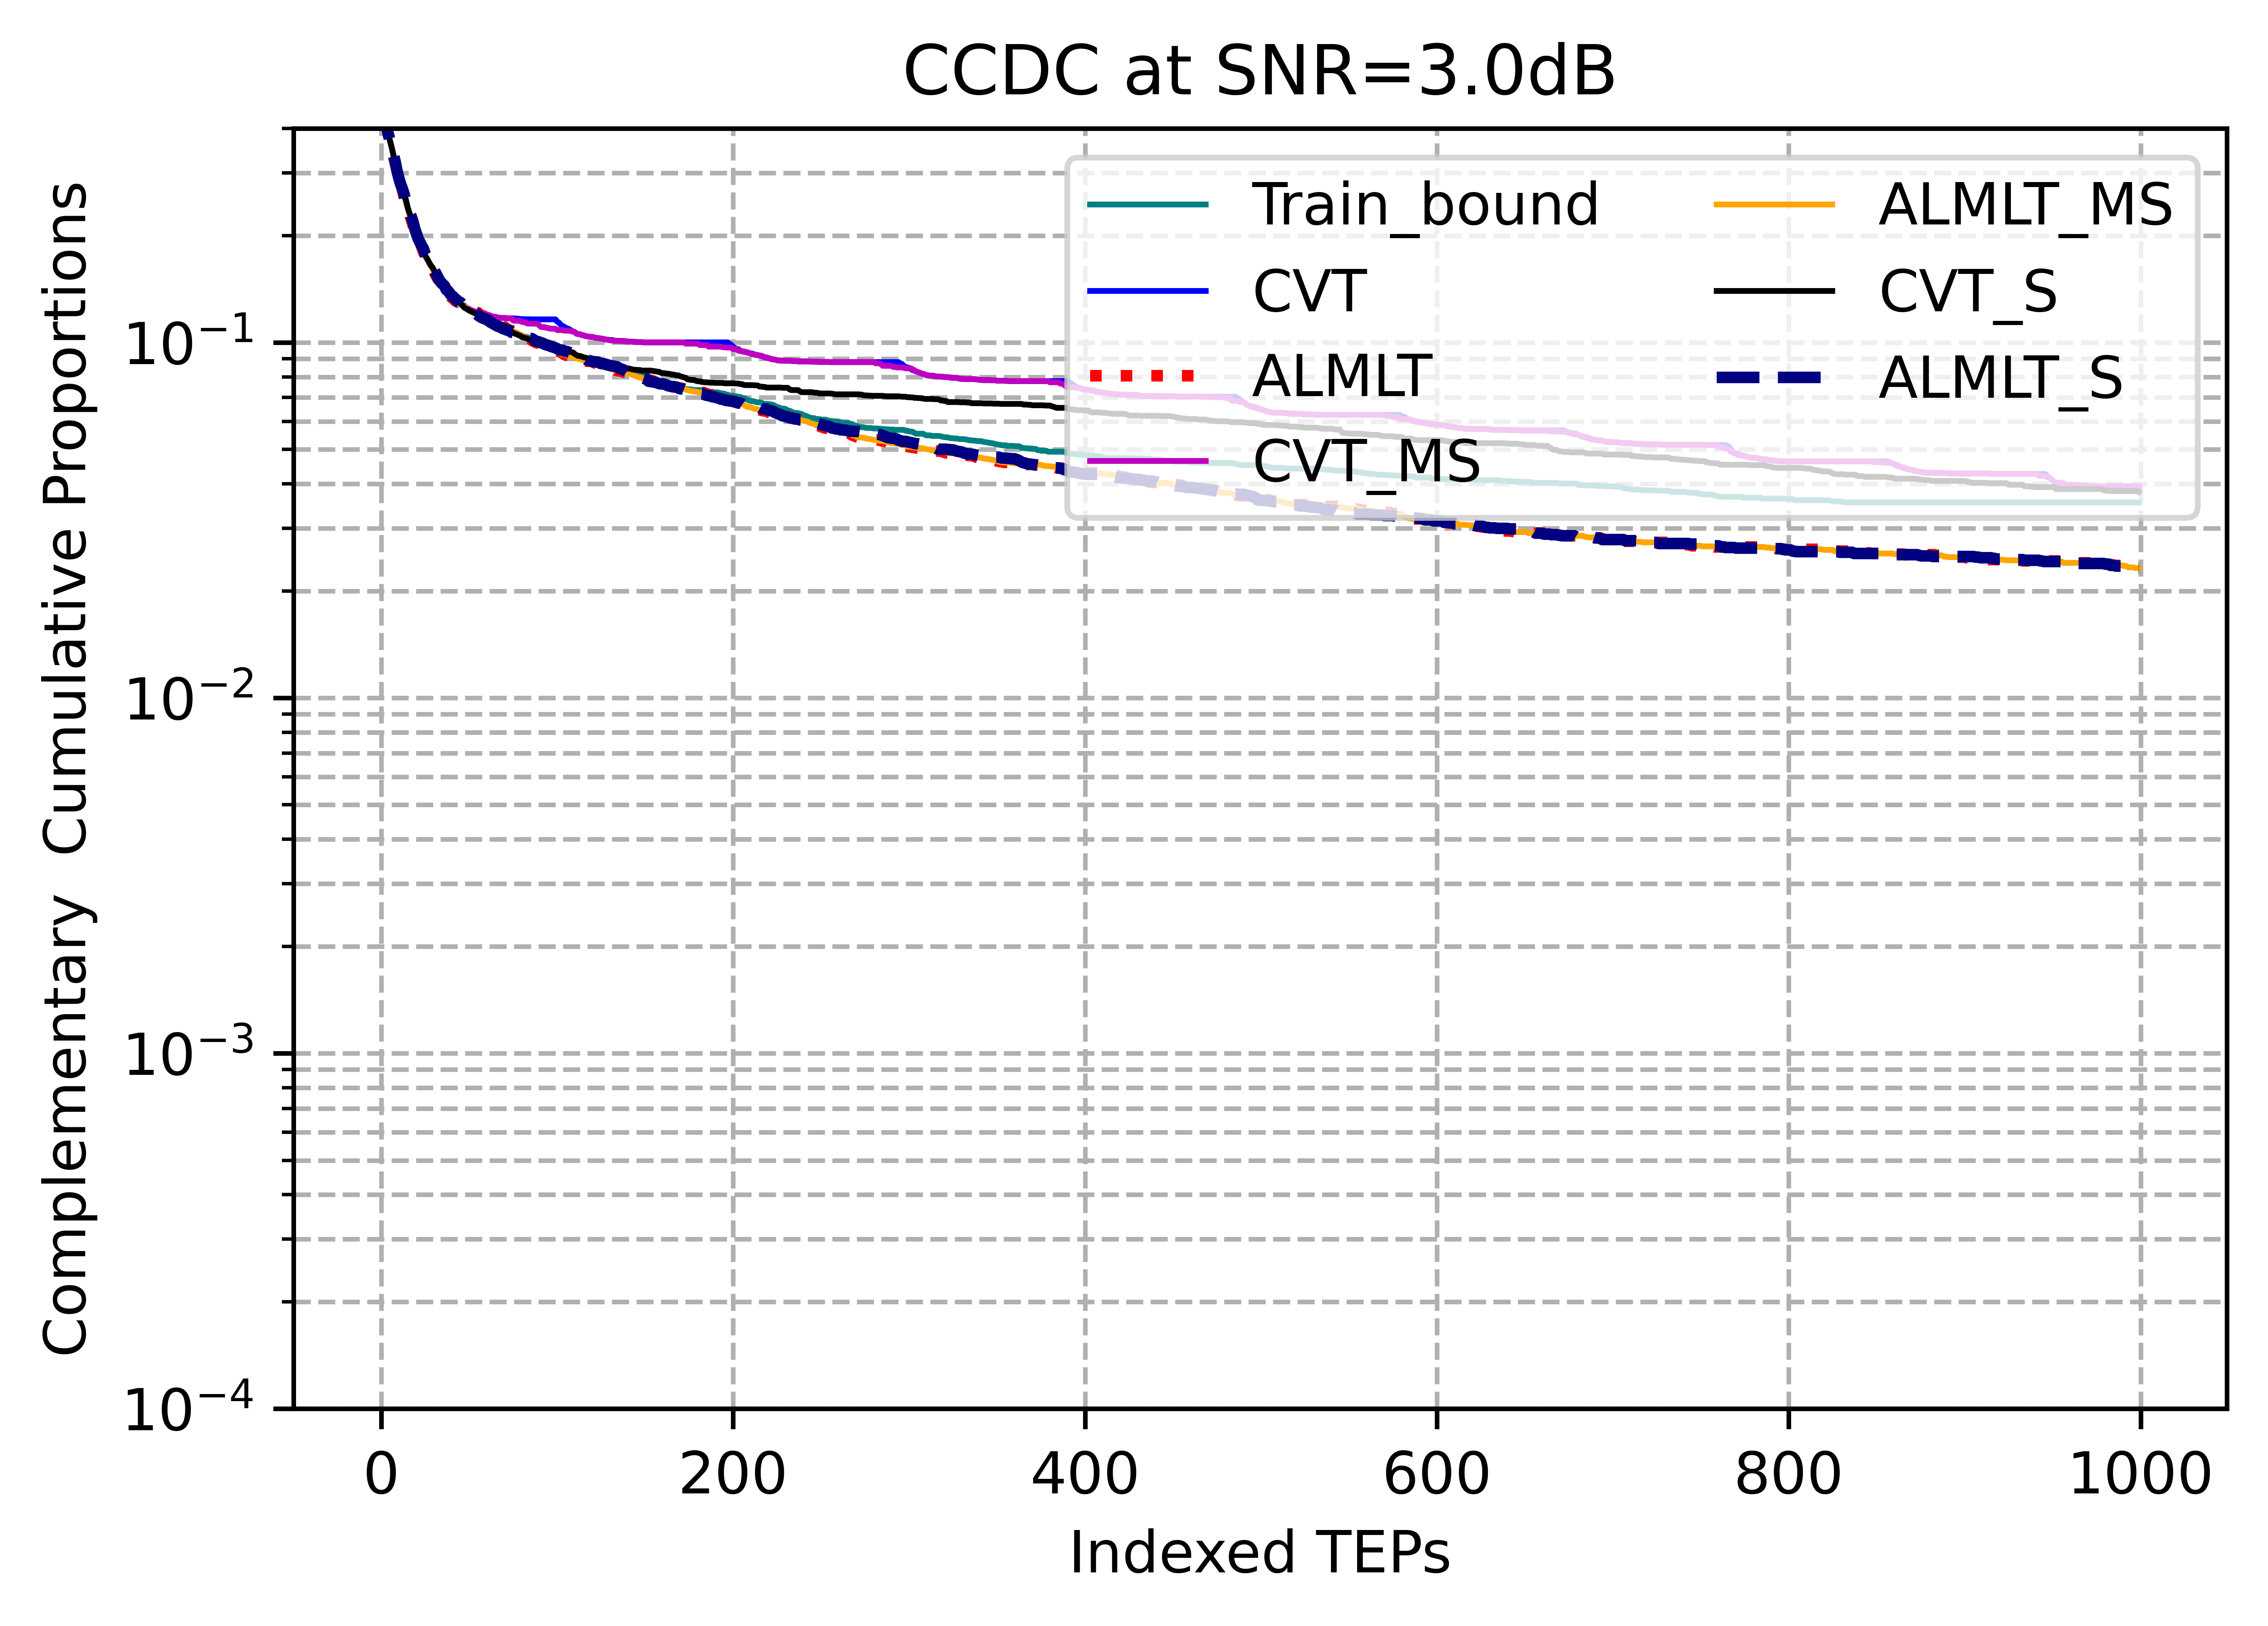 CCDC at SNR=3.0dB
Complementary Cumulative Proportions
10⁻¹
10⁻²
10⁻³
10⁻⁴
Train_bound
CVT
ALMLT
CVT_MS
ALMLT_MS
CVT_S
ALMLT_S
0 200 400 600 800 1000
Indexed TEPs